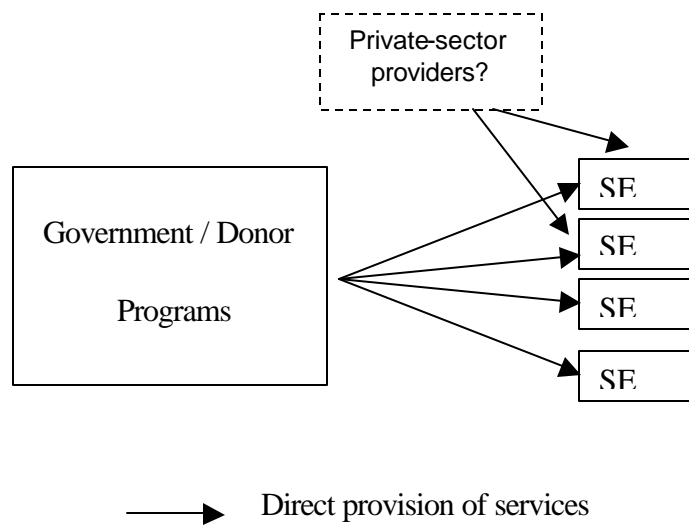 Private-sector
providers?
SE
Government / Donor
SE
Programs
SE
SE
Direct provision of services